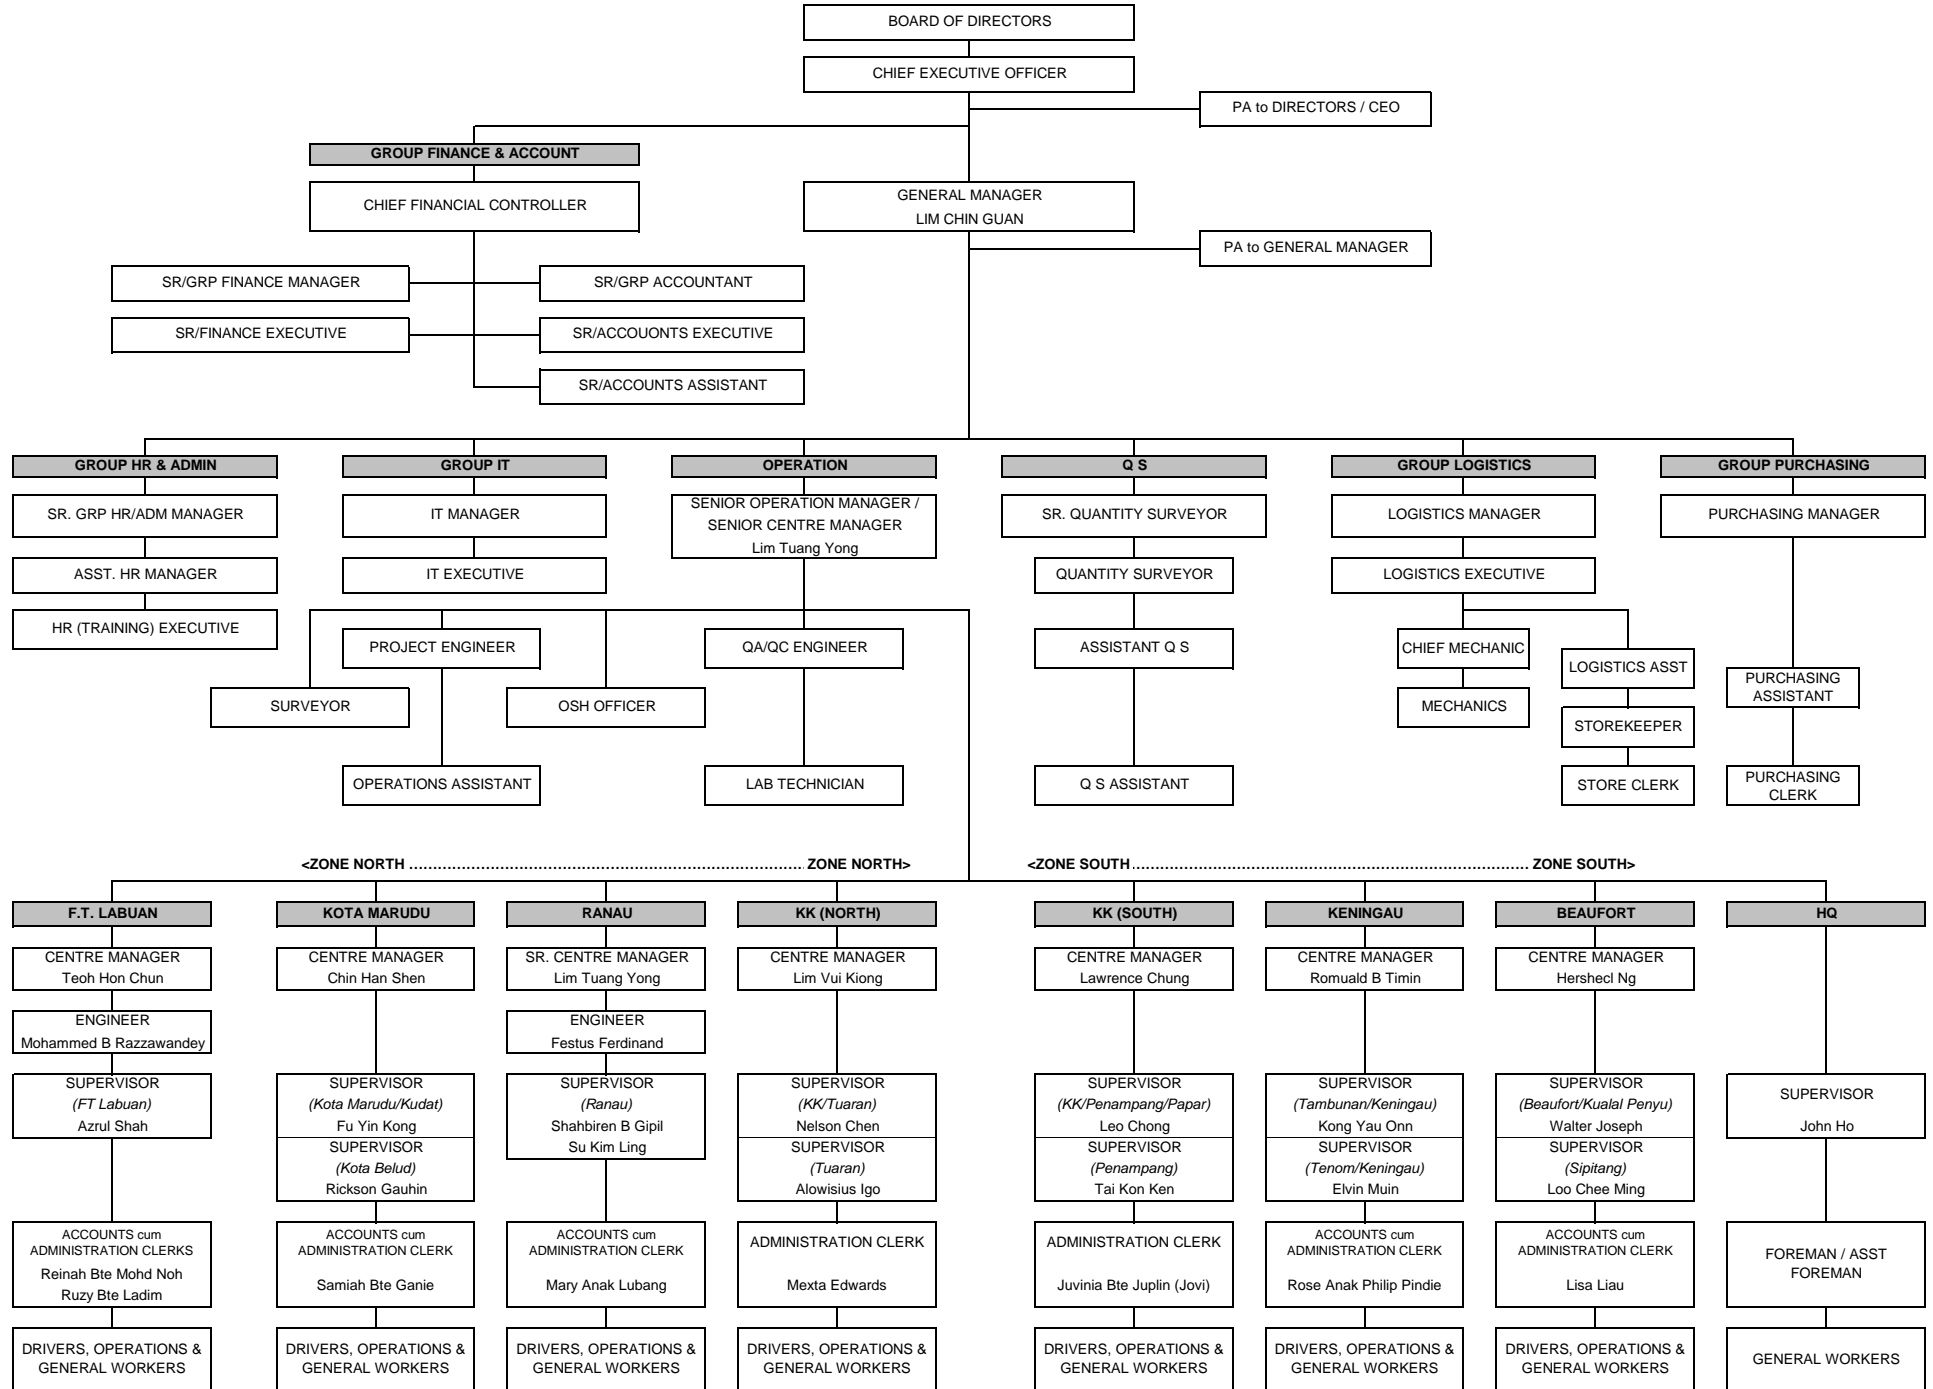 BOARD OF DIRECTORS
CHIEF EXECUTIVE OFFICER
PA to DIRECTORS / CEO
GROUP FINANCE & ACCOUNT
CHIEF FINANCIAL CONTROLLER
GENERAL MANAGER
LIM CHIN GUAN
PA to GENERAL MANAGER
SR/GRP FINANCE MANAGER
SR/GRP ACCOUNTANT
SR/FINANCE EXECUTIVE
SR/ACCOUONTS EXECUTIVE
SR/ACCOUNTS ASSISTANT
GROUP HR & ADMIN
SR. GRP HR/ADM MANAGER
ASST. HR MANAGER
HR (TRAINING) EXECUTIVE
GROUP IT
IT MANAGER
IT EXECUTIVE
OPERATION
SENIOR OPERATION MANAGER /
SENIOR CENTRE MANAGER
Lim Tuang Yong
PROJECT ENGINEER
QA/QC ENGINEER
SURVEYOR
OSH OFFICER
OPERATIONS ASSISTANT
LAB TECHNICIAN
Q S
SR. QUANTITY SURVEYOR
QUANTITY SURVEYOR
ASSISTANT Q S
Q S ASSISTANT
GROUP LOGISTICS
LOGISTICS MANAGER
LOGISTICS EXECUTIVE
CHIEF MECHANIC
MECHANICS
LOGISTICS ASST
STOREKEEPER
STORE CLERK
GROUP PURCHASING
PURCHASING MANAGER
PURCHASING
ASSISTANT
PURCHASING
CLERK
<ZONE NORTH ................................................................................ ZONE NORTH>
<ZONE SOUTH................................................................................ ZONE SOUTH>
F.T. LABUAN
CENTRE MANAGER
Teoh Hon Chun
ENGINEER
Mohammed B Razzawandey
SUPERVISOR
(FT Labuan)
Azrul Shah
ACCOUNTS cum
ADMINISTRATION CLERKS
Reinah Bte Mohd Noh
Ruzy Bte Ladim
DRIVERS, OPERATIONS &
GENERAL WORKERS
KOTA MARUDU
CENTRE MANAGER
Chin Han Shen
SUPERVISOR
(Kota Marudu/Kudat)
Fu Yin Kong
SUPERVISOR
(Kota Belud)
Rickson Gauhin
ACCOUNTS cum
ADMINISTRATION CLERK
Samiah Bte Ganie
DRIVERS, OPERATIONS &
GENERAL WORKERS
RANAU
SR. CENTRE MANAGER
Lim Tuang Yong
ENGINEER
Festus Ferdinand
SUPERVISOR
(Ranau)
Shahbiren B Gipil
Su Kim Ling
ACCOUNTS cum
ADMINISTRATION CLERK
Mary Anak Lubang
DRIVERS, OPERATIONS &
GENERAL WORKERS
KK (NORTH)
CENTRE MANAGER
Lim Vui Kiong
SUPERVISOR
(KK/Tuaran)
Nelson Chen
SUPERVISOR
(Tuaran)
Alowisius Igo
ADMINISTRATION CLERK
Mexta Edwards
DRIVERS, OPERATIONS &
GENERAL WORKERS
KK (SOUTH)
CENTRE MANAGER
Lawrence Chung
SUPERVISOR
(KK/Penampang/Papar)
Leo Chong
SUPERVISOR
(Penampang)
Tai Kon Ken
ADMINISTRATION CLERK
Juvinia Bte Juplin (Jovi)
DRIVERS, OPERATIONS &
GENERAL WORKERS
KENINGAU
CENTRE MANAGER
Romuald B Timin
SUPERVISOR
(Tambunan/Keningau)
Kong Yau Onn
SUPERVISOR
(Tenom/Keningau)
Elvin Muin
ACCOUNTS cum
ADMINISTRATION CLERK
Rose Anak Philip Pindie
DRIVERS, OPERATIONS &
GENERAL WORKERS
BEAUFORT
CENTRE MANAGER
Hershecl Ng
SUPERVISOR
(Beaufort/Kualal Penyu)
Walter Joseph
SUPERVISOR
(Sipitang)
Loo Chee Ming
ACCOUNTS cum
ADMINISTRATION CLERK
Lisa Liau
DRIVERS, OPERATIONS &
GENERAL WORKERS
HQ
SUPERVISOR
John Ho
FOREMAN / ASST
FOREMAN
GENERAL WORKERS